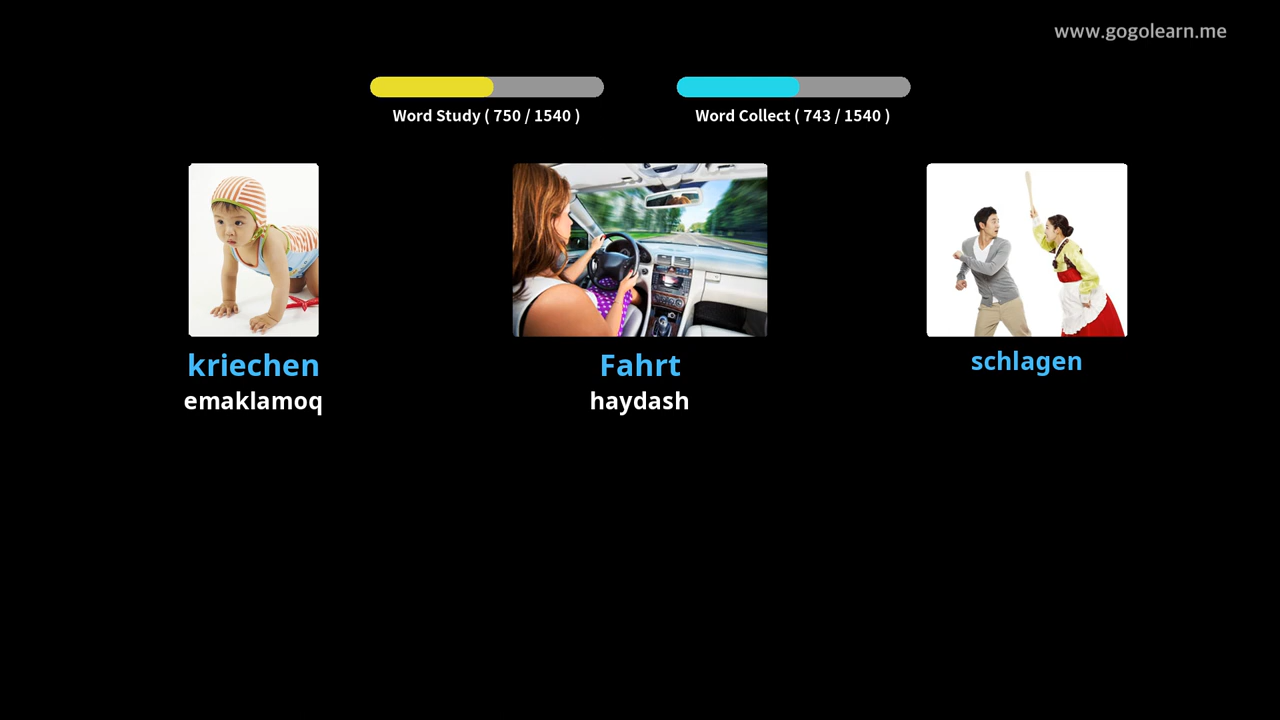 www.gogolearn.me
Word Study ( 750 / 1540 )
Word Collect ( 743 / 1540 )
kriechen
emaklamoq
Fahrt
haydash
schlagen